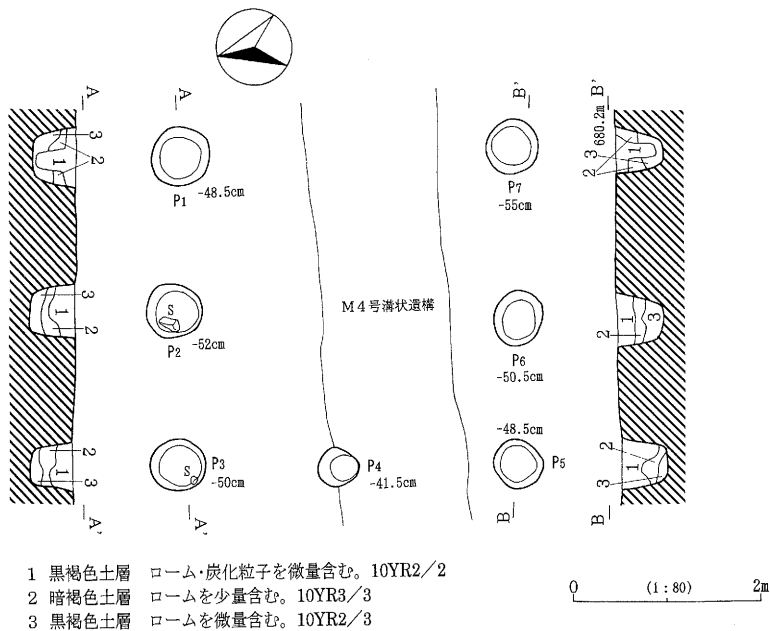 A
A
B'
B'
680.2m
3
2
1
P1 -48.5cm
P7
-55cm
1
3
2
3
1
2
S
P2 -52cm
M4号溝状遺構
P6
-50.5cm
1
3
2
2
1
3
S
P3
-50cm
P4
-41.5cm
-48.5cm
P5
2
1
3
A'
A'
B
B
1 黒褐色土層 ローム・炭化粒子を微量含む。10YR2/2
2 暗褐色土層 ロームを少量含む。10YR3/3
3 黒褐色土層 ロームを微量含む。10YR2/3
0 (1:80) 2m